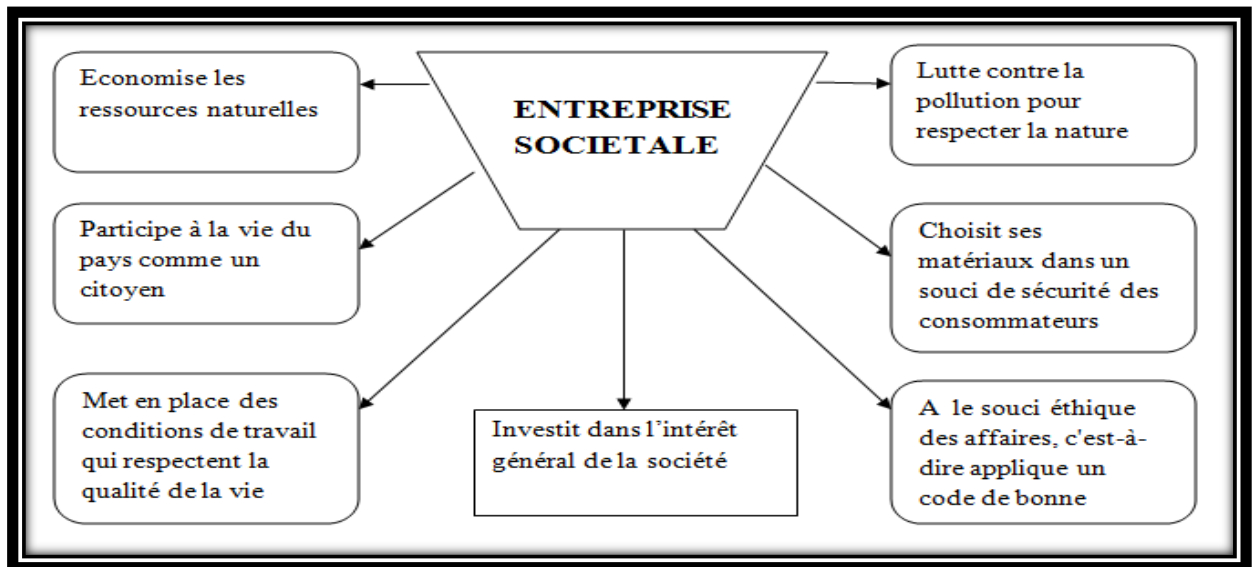 ENTREPRISE
SOCIETALE
Economise les
ressources naturelles
Participe à la vie du
pays comme un
citoyen
Met en place des
conditions de travail
qui respectent la
qualité de la vie
Investit dans l'intérêt
général de la société
Lutte contre la
pollution pour
respecter la nature
Choisit ses
matériaux dans un
souci de sécurité des
consommateurs
A le souci éthique
des affaires, c'est-à-
dire applique un
code de bonne